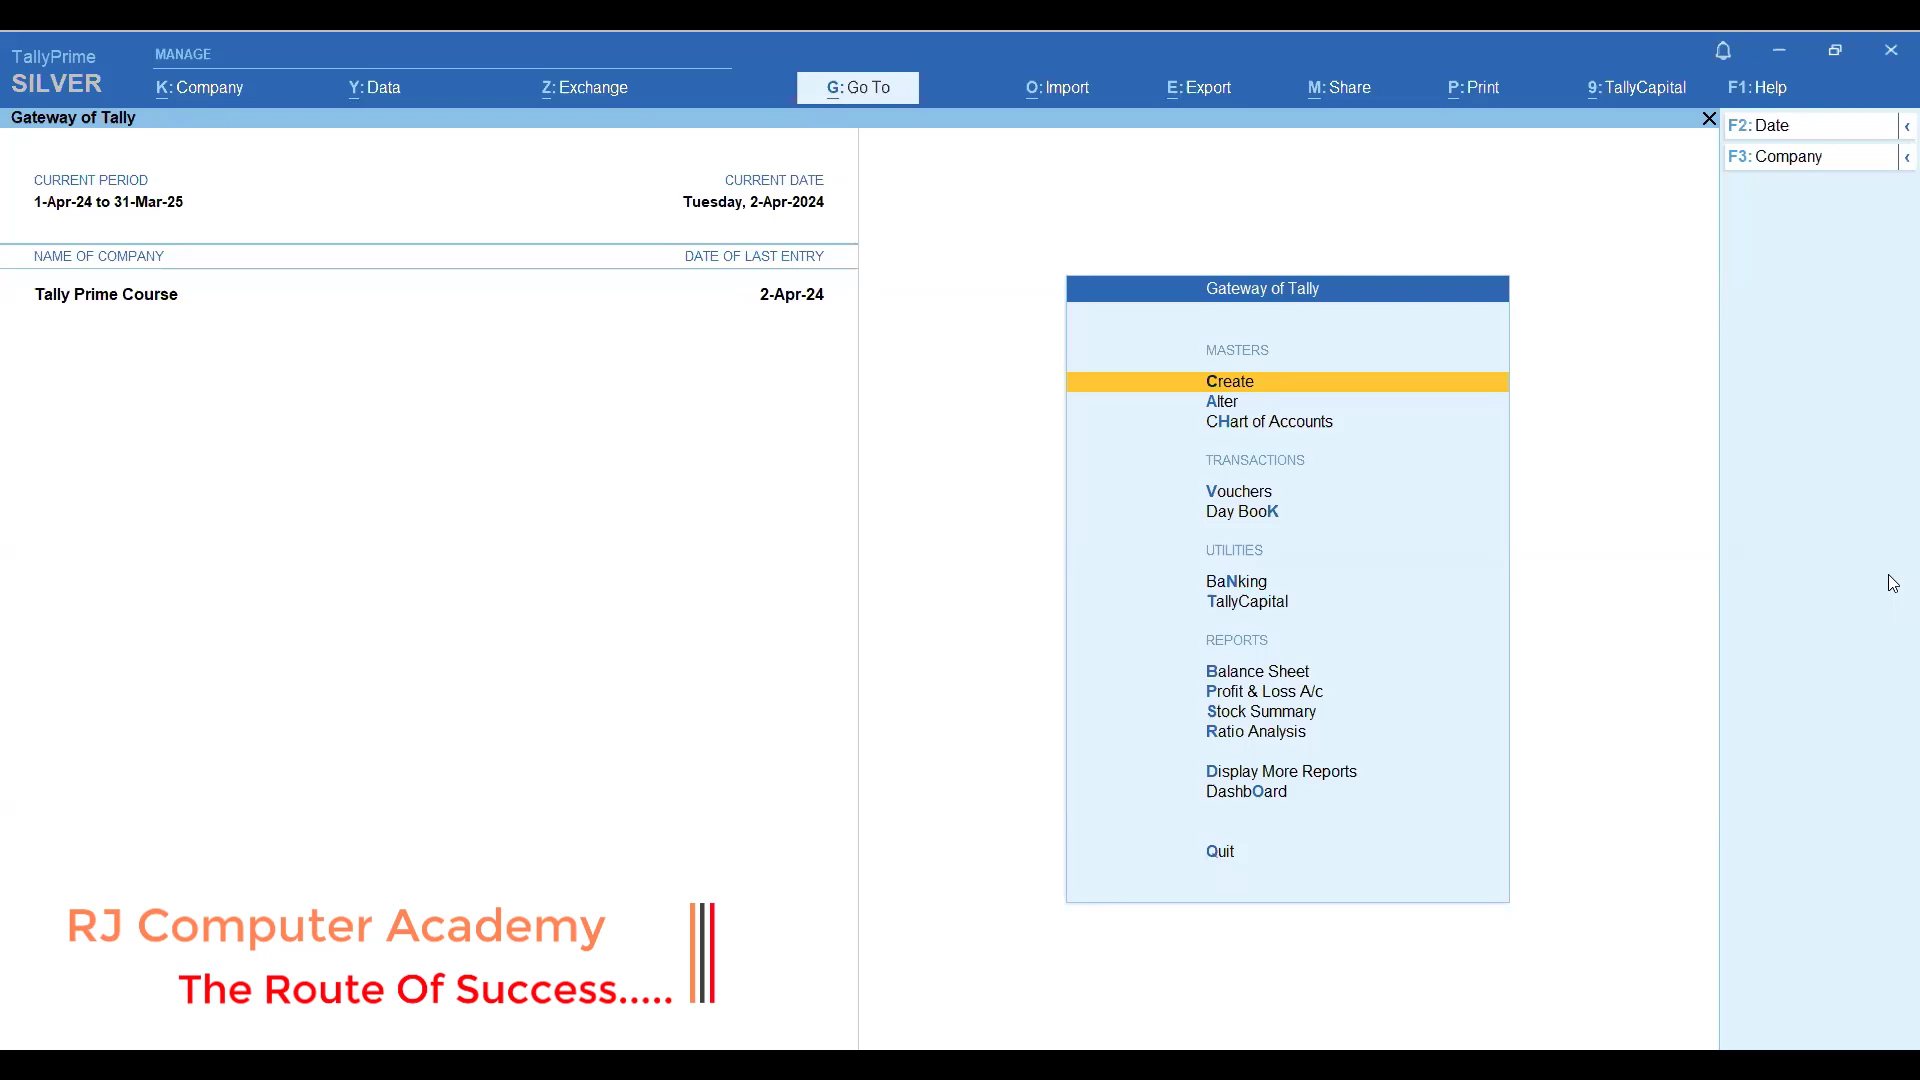 TallyPrime
SILVER
MANAGE
K: Company
Y: Data
Z: Exchange
G: Go To
O: Import
E: Export
M: Share
P: Print
9: TallyCapital
F1: Help
Gateway of Tally
F2: Date
F3: Company
CURRENT PERIOD
1-Apr-24 to 31-Mar-25
CURRENT DATE
Tuesday, 2-Apr-2024
NAME OF COMPANY
DATE OF LAST ENTRY
Tally Prime Course
2-Apr-24
Gateway of Tally
MASTERS
Create
Alter
CHart of Accounts
TRANSACTIONS
Vouchers
Day BooK
UTILITIES
BaNking
TallyCapital
REPORTS
Balance Sheet
Profit & Loss A/c
Stock Summary
Ratio Analysis
Display More Reports
DashbOard
Quit
RJ Computer Academy
The Route Of Success.....